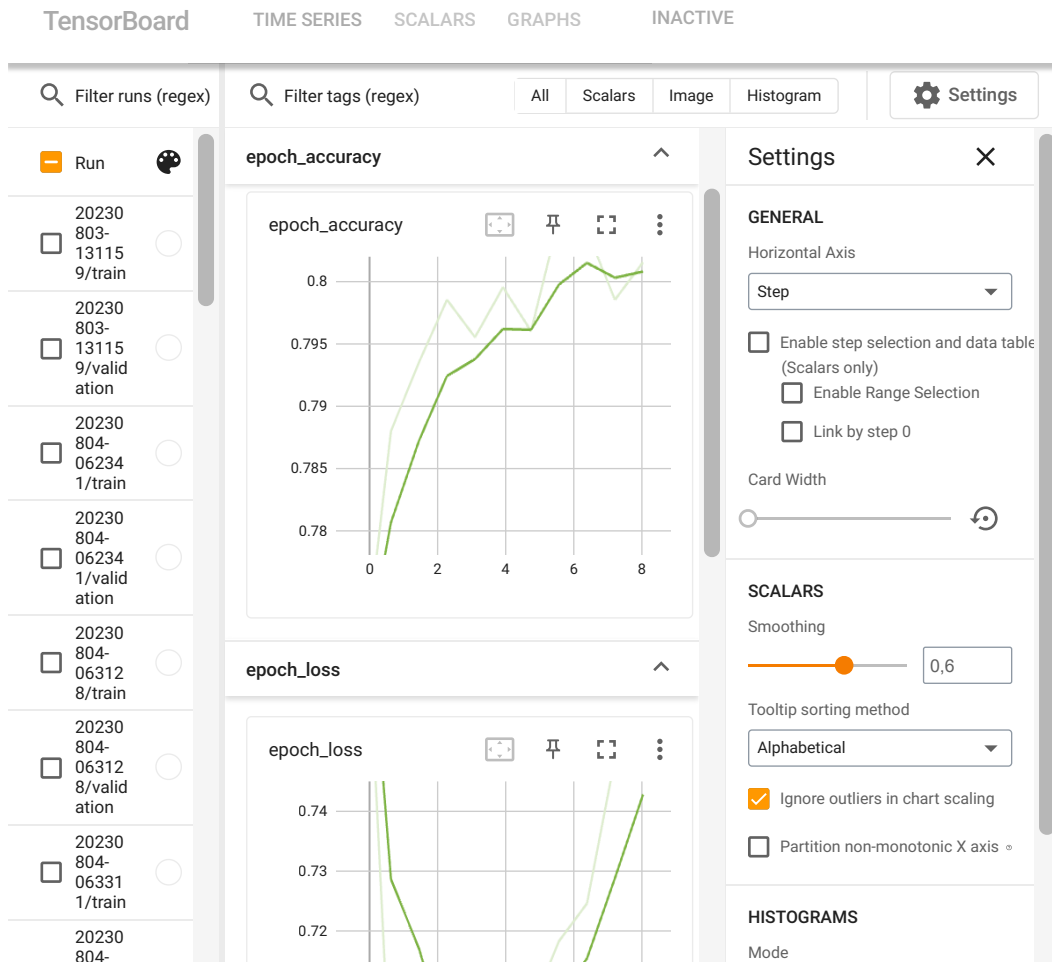 TensorBoard TIME SERIES SCALARS GRAPHS INACTIVE
Filter runs (regex)
Filter tags (regex)
All Scalars Image Histogram
Settings
Run
20230
803-
13115
9/train
20230
803-
13115
9/valid
ation
20230
804-
06234
1/train
20230
804-
06234
1/valid
ation
20230
804-
06312
8/train
20230
804-
06312
8/valid
ation
20230
804-
06331
1/train
20230
804-
epoch_accuracy
epoch_accuracy
0.8
0.795
0.79
0.785
0.78
0 2 4 6 8
epoch_loss
epoch_loss
0.74
0.73
0.72
Settings
GENERAL
Horizontal Axis
Step
Enable step selection and data table
(Scalars only)
Enable Range Selection
Link by step 0
Card Width
SCALARS
Smoothing
0,6
Tooltip sorting method
Alphabetical
Ignore outliers in chart scaling
Partition non-monotonic X axis
HISTOGRAMS
Mode